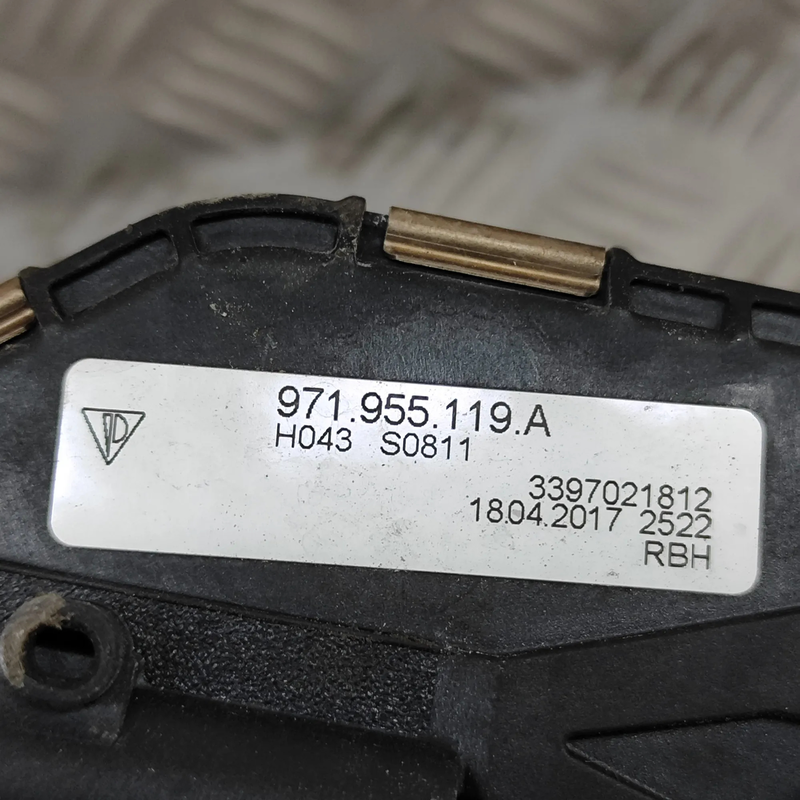 971.955.119.A
H043 S0811
3397021812
18.04.2017 2522
RBH